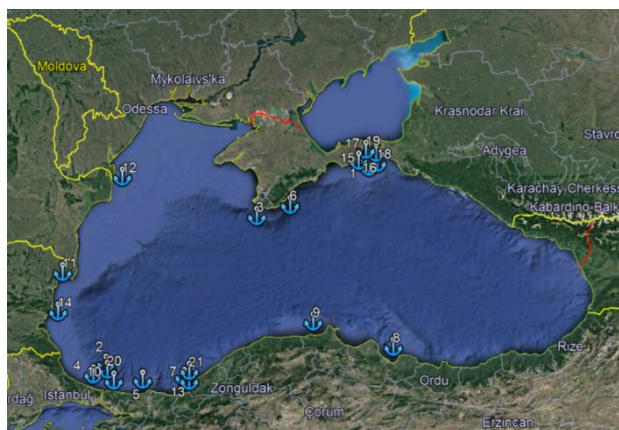 Moldova
Mykolaivs'ka
Odessa
Krasnodar Krai
Stavro
Adygea
Karachay-Cherkess
Kabardino-Balk
17 19
15 18
1 16
12
6
3
11
14
9
8
2
20
4
5
7 21
13
Rize
Ordu
Zonguldak
Istanbul
rdağ
Çorum
Erzincan